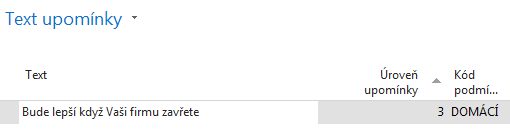 Text upomínky
Text Úroveň upomínky Kód podmí...
Bude lepší když Vaši firmu zavřete 3 DOMÁCÍ